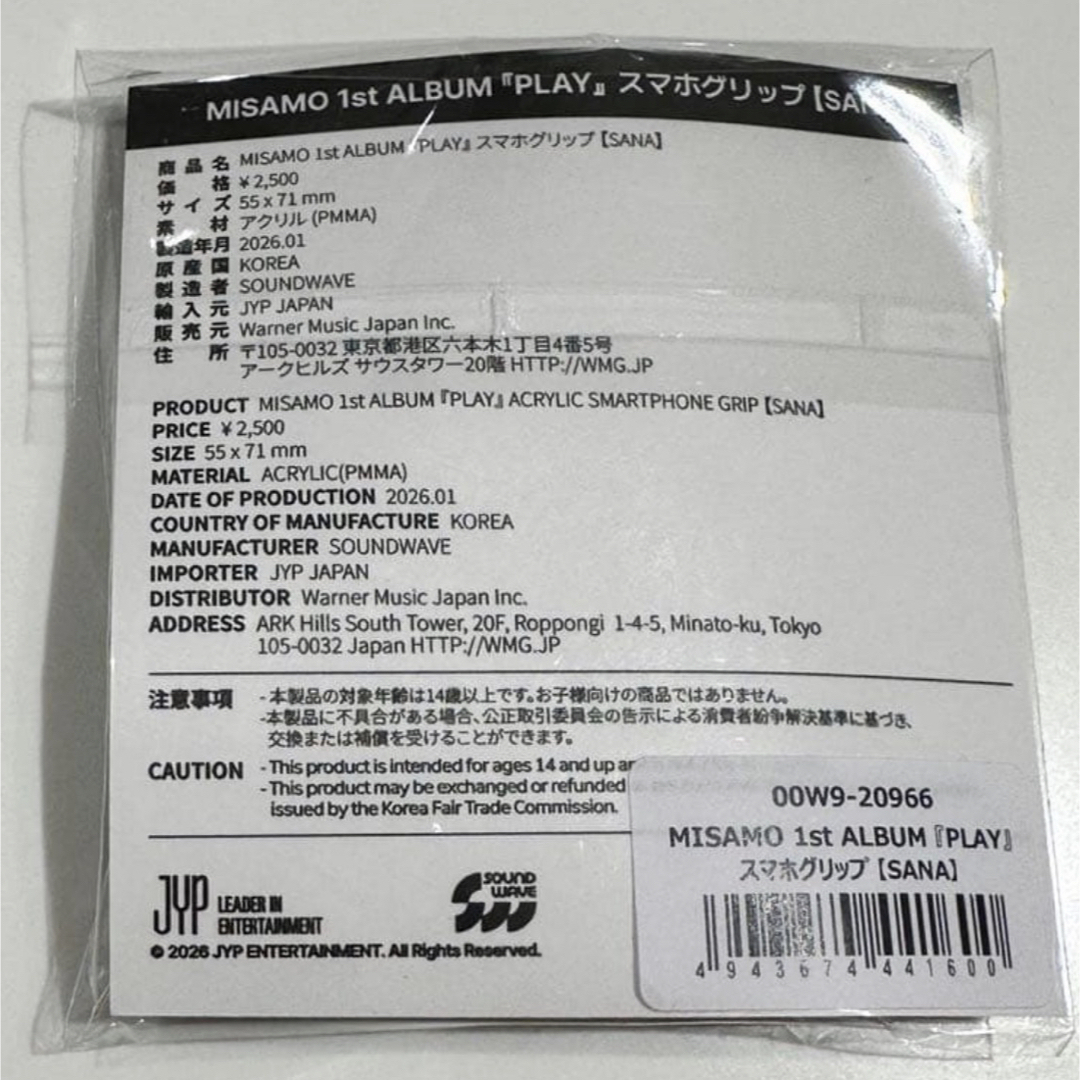 MISAMO 1st ALBUM『PLAY』スマホグリップ【SAN
商品名 MISAMO 1st ALBUM『PLAY』スマホグリップ【SANA】
価格 ¥2,500
サイズ 55 x 71 mm
素材 アクリル (PMMA)
製造年月 2026.01
原産国 KOREA
製造者 SOUNDWAVE
輸入元 JYP JAPAN
販売元 Warner Music Japan Inc.
住所 〒105-0032 東京都港区六本木1丁目4番5号
アークヒルズ サウスタワー20階 HTTP://WMG.JP
PRODUCT MISAMO 1st ALBUM『PLAY』ACRYLIC SMARTPHONE GRIP【SANA】
PRICE ¥2,500
SIZE 55 x 71 mm
MATERIAL ACRYLIC(PMMA)
DATE OF PRODUCTION 2026.01
COUNTRY OF MANUFACTURE KOREA
MANUFACTURER SOUNDWAVE
IMPORTER JYP JAPAN
DISTRIBUTOR Warner Music Japan Inc.
ADDRESS ARK Hills South Tower, 20F, Roppongi 1-4-5, Minato-ku, Tokyo
105-0032 Japan HTTP://WMG.JP
注意事項 -本製品の対象年齢は14歳以上です。お子様向けの商品ではありません。
-本製品に不具合がある場合、公正取引委員会の告示による消費者紛争解決基準に基づき、
交換または補償を受けることができます。
CAUTION -This product is intended for ages 14 and up
-This product may be exchanged or refunded
issued by the Korea Fair Trade Commission.
00W9-20966
MISAMO 1st ALBUM『PLAY』
スマホグリップ【SANA】
4943674441600
JYP LEADER IN
ENTERTAINMENT
SOUND
WAVE
© 2026 JYP ENTERTAINMENT. All Rights Reserved.